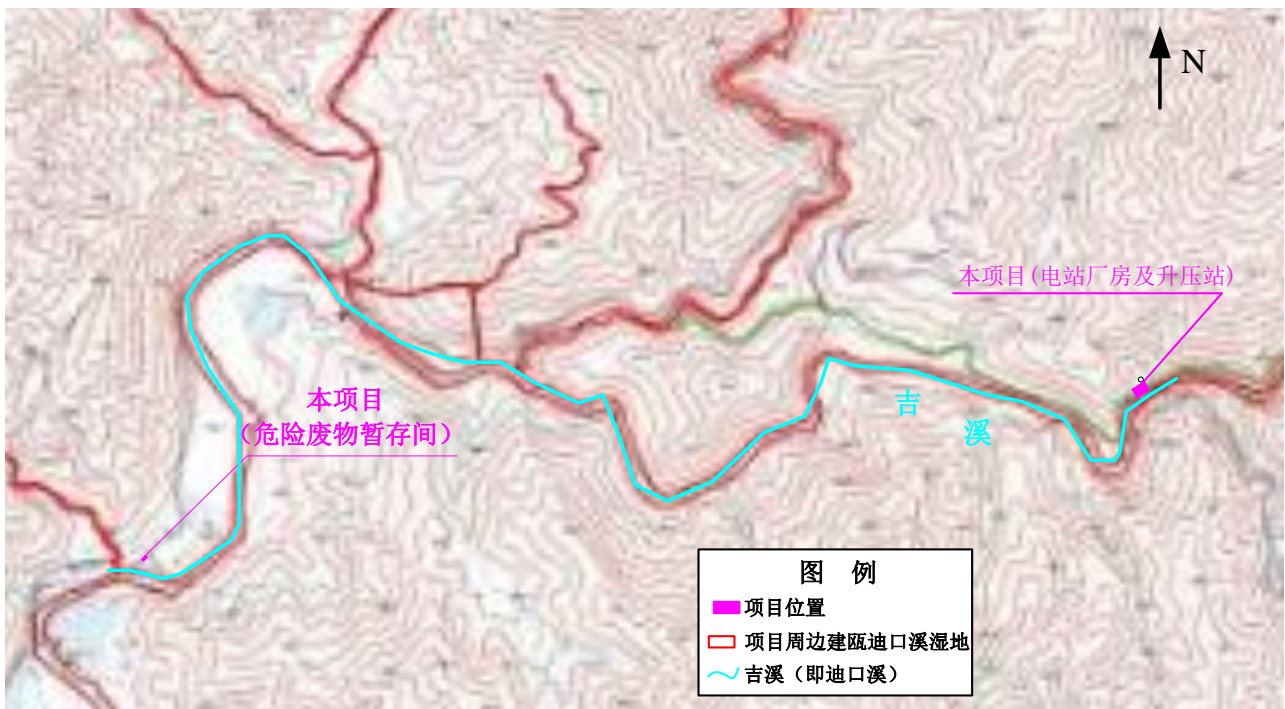 N
本项目(电站厂房及升压站)
本项目
（危险废物暂存间）
吉
溪
图 例
项目位置
项目周边建瓯迪口溪湿地
吉溪（即迪口溪）